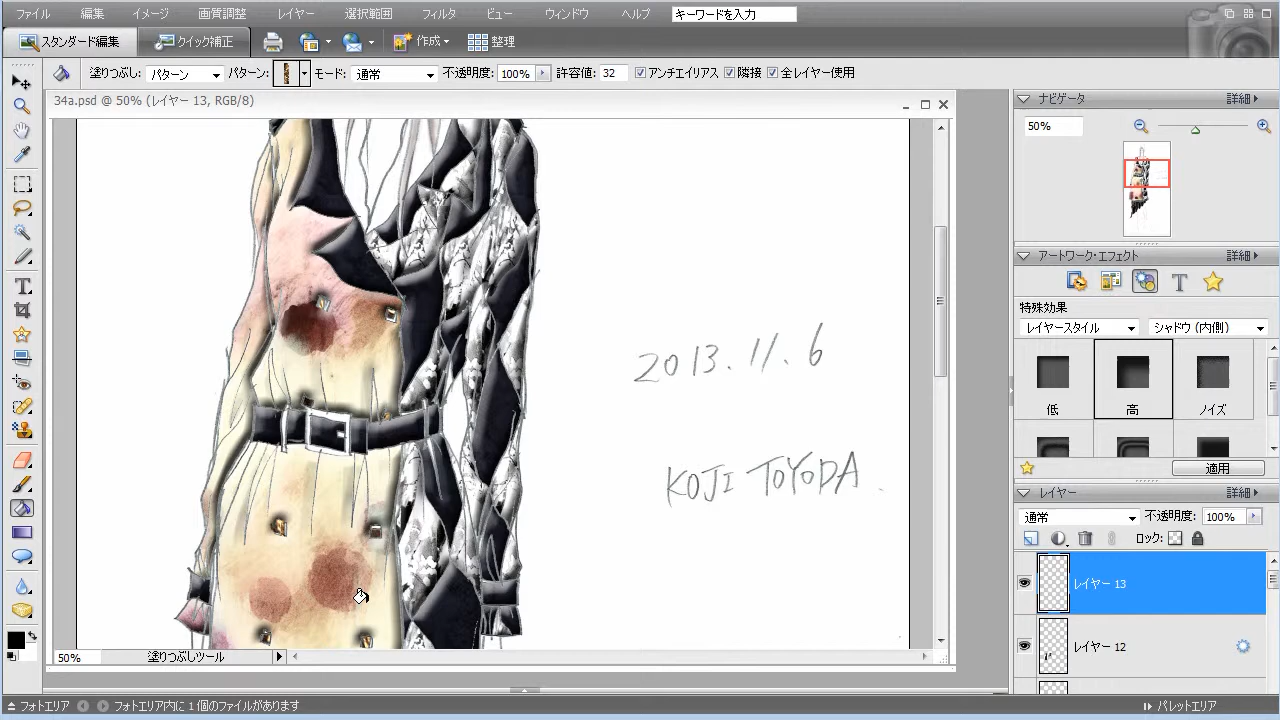 ファイル 編集 イメージ 画質調整 レイヤー 選択範囲 フィルタ ビュー ウィンドウ ヘルプ キーワードを入力
スタンダード編集 クイック補正 作成 整理
塗りつぶし: パターン パターン: モード: 通常 不透明度: 100% 許容値: 32 アンチエイリアス 隣接 全レイヤー使用
34a.psd @ 50% (レイヤー 13, RGB/8)
2013.11.6
KOJI TOYODA.
50% 塗りつぶしツール
ナビゲータ 詳細
50%
アートワーク・エフェクト 詳細
特殊効果
レイヤースタイル シャドウ (内側)
低 高 ノイズ
適用
レイヤー 詳細
通常 不透明度: 100%
ロック:
レイヤー 13
レイヤー 12
フォトエリア フォトエリア内に 1 個のファイルがあります パレットエリア